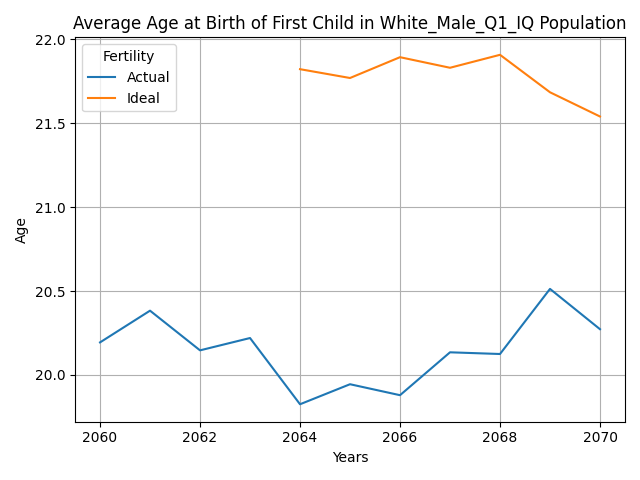 Average Age at Birth of First Child in White_Male_Q1_IQ Population
Fertility
Actual
Ideal
22.0
21.5
21.0
20.5
20.0
Age
2060 2062 2064 2066 2068 2070
Years